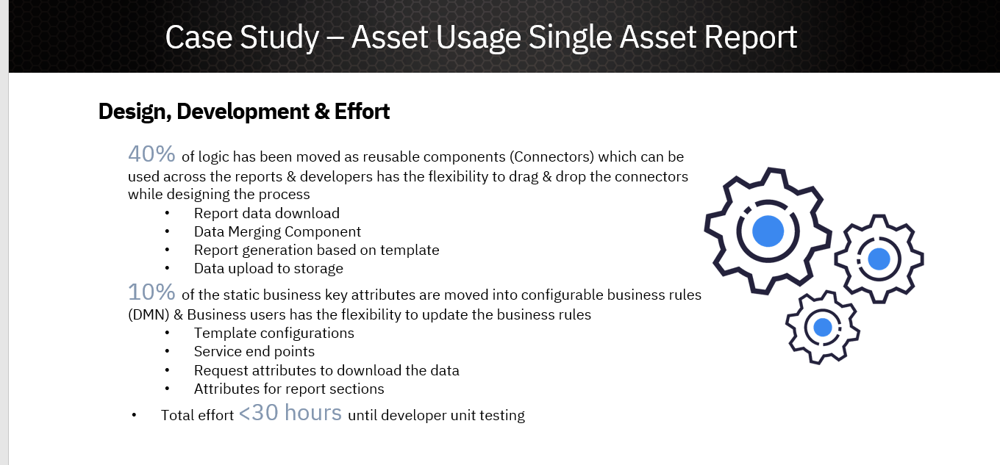 Case Study – Asset Usage Single Asset Report
Design, Development & Effort
40% of logic has been moved as reusable components (Connectors) which can be
used across the reports & developers has the flexibility to drag & drop the connectors
while designing the process
• Report data download
• Data Merging Component
• Report generation based on template
• Data upload to storage
10% of the static business key attributes are moved into configurable business rules
(DMN) & Business users has the flexibility to update the business rules
• Template configurations
• Service end points
• Request attributes to download the data
• Attributes for report sections
• Total effort <30 hours until developer unit testing